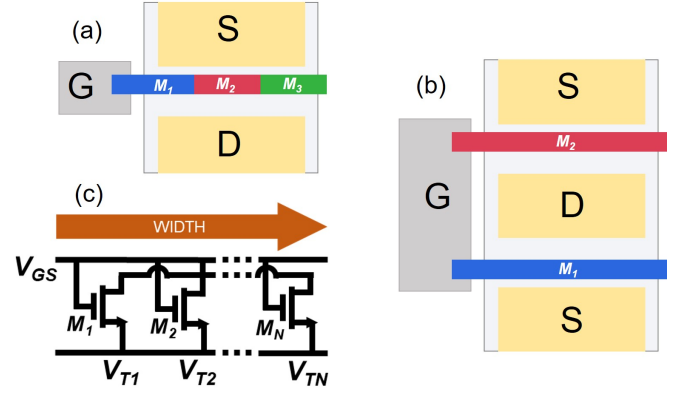 (a)
S
G
M1 M2 M3
D
(b)
S
M2
G
D
M1
S
(c)
WIDTH
VGS
M1 M2 MN
VT1 VT2 VTN